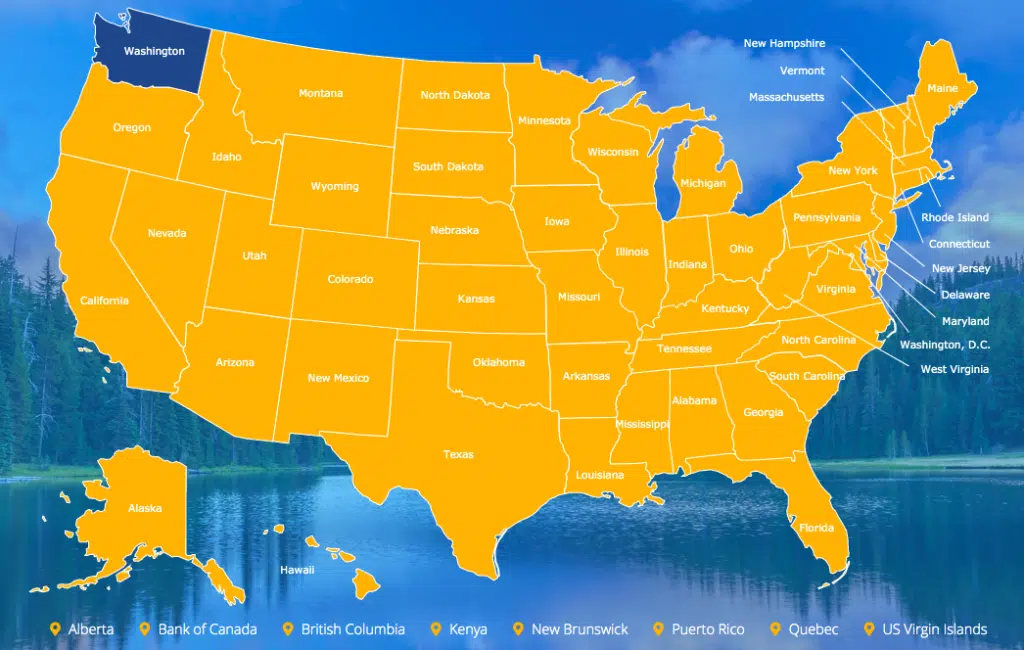 Washington
Montana
North Dakota
Minnesota
New Hampshire
Vermont
Massachusetts
Maine
Oregon
Idaho
Wyoming
South Dakota
Wisconsin
Michigan
New York
Nevada
Utah
Colorado
Nebraska
Iowa
Illinois
Indiana
Ohio
Pennsylvania
Rhode Island
Connecticut
New Jersey
Delaware
Maryland
Washington, D.C.
West Virginia
California
Kansas
Missouri
Kentucky
Virginia
Arizona
New Mexico
Oklahoma
Arkansas
Tennessee
North Carolina
South Carolina
Texas
Louisiana
Mississippi
Alabama
Georgia
Florida
Alaska
Hawaii
Alberta Bank of Canada British Columbia Kenya New Brunswick Puerto Rico Quebec US Virgin Islands